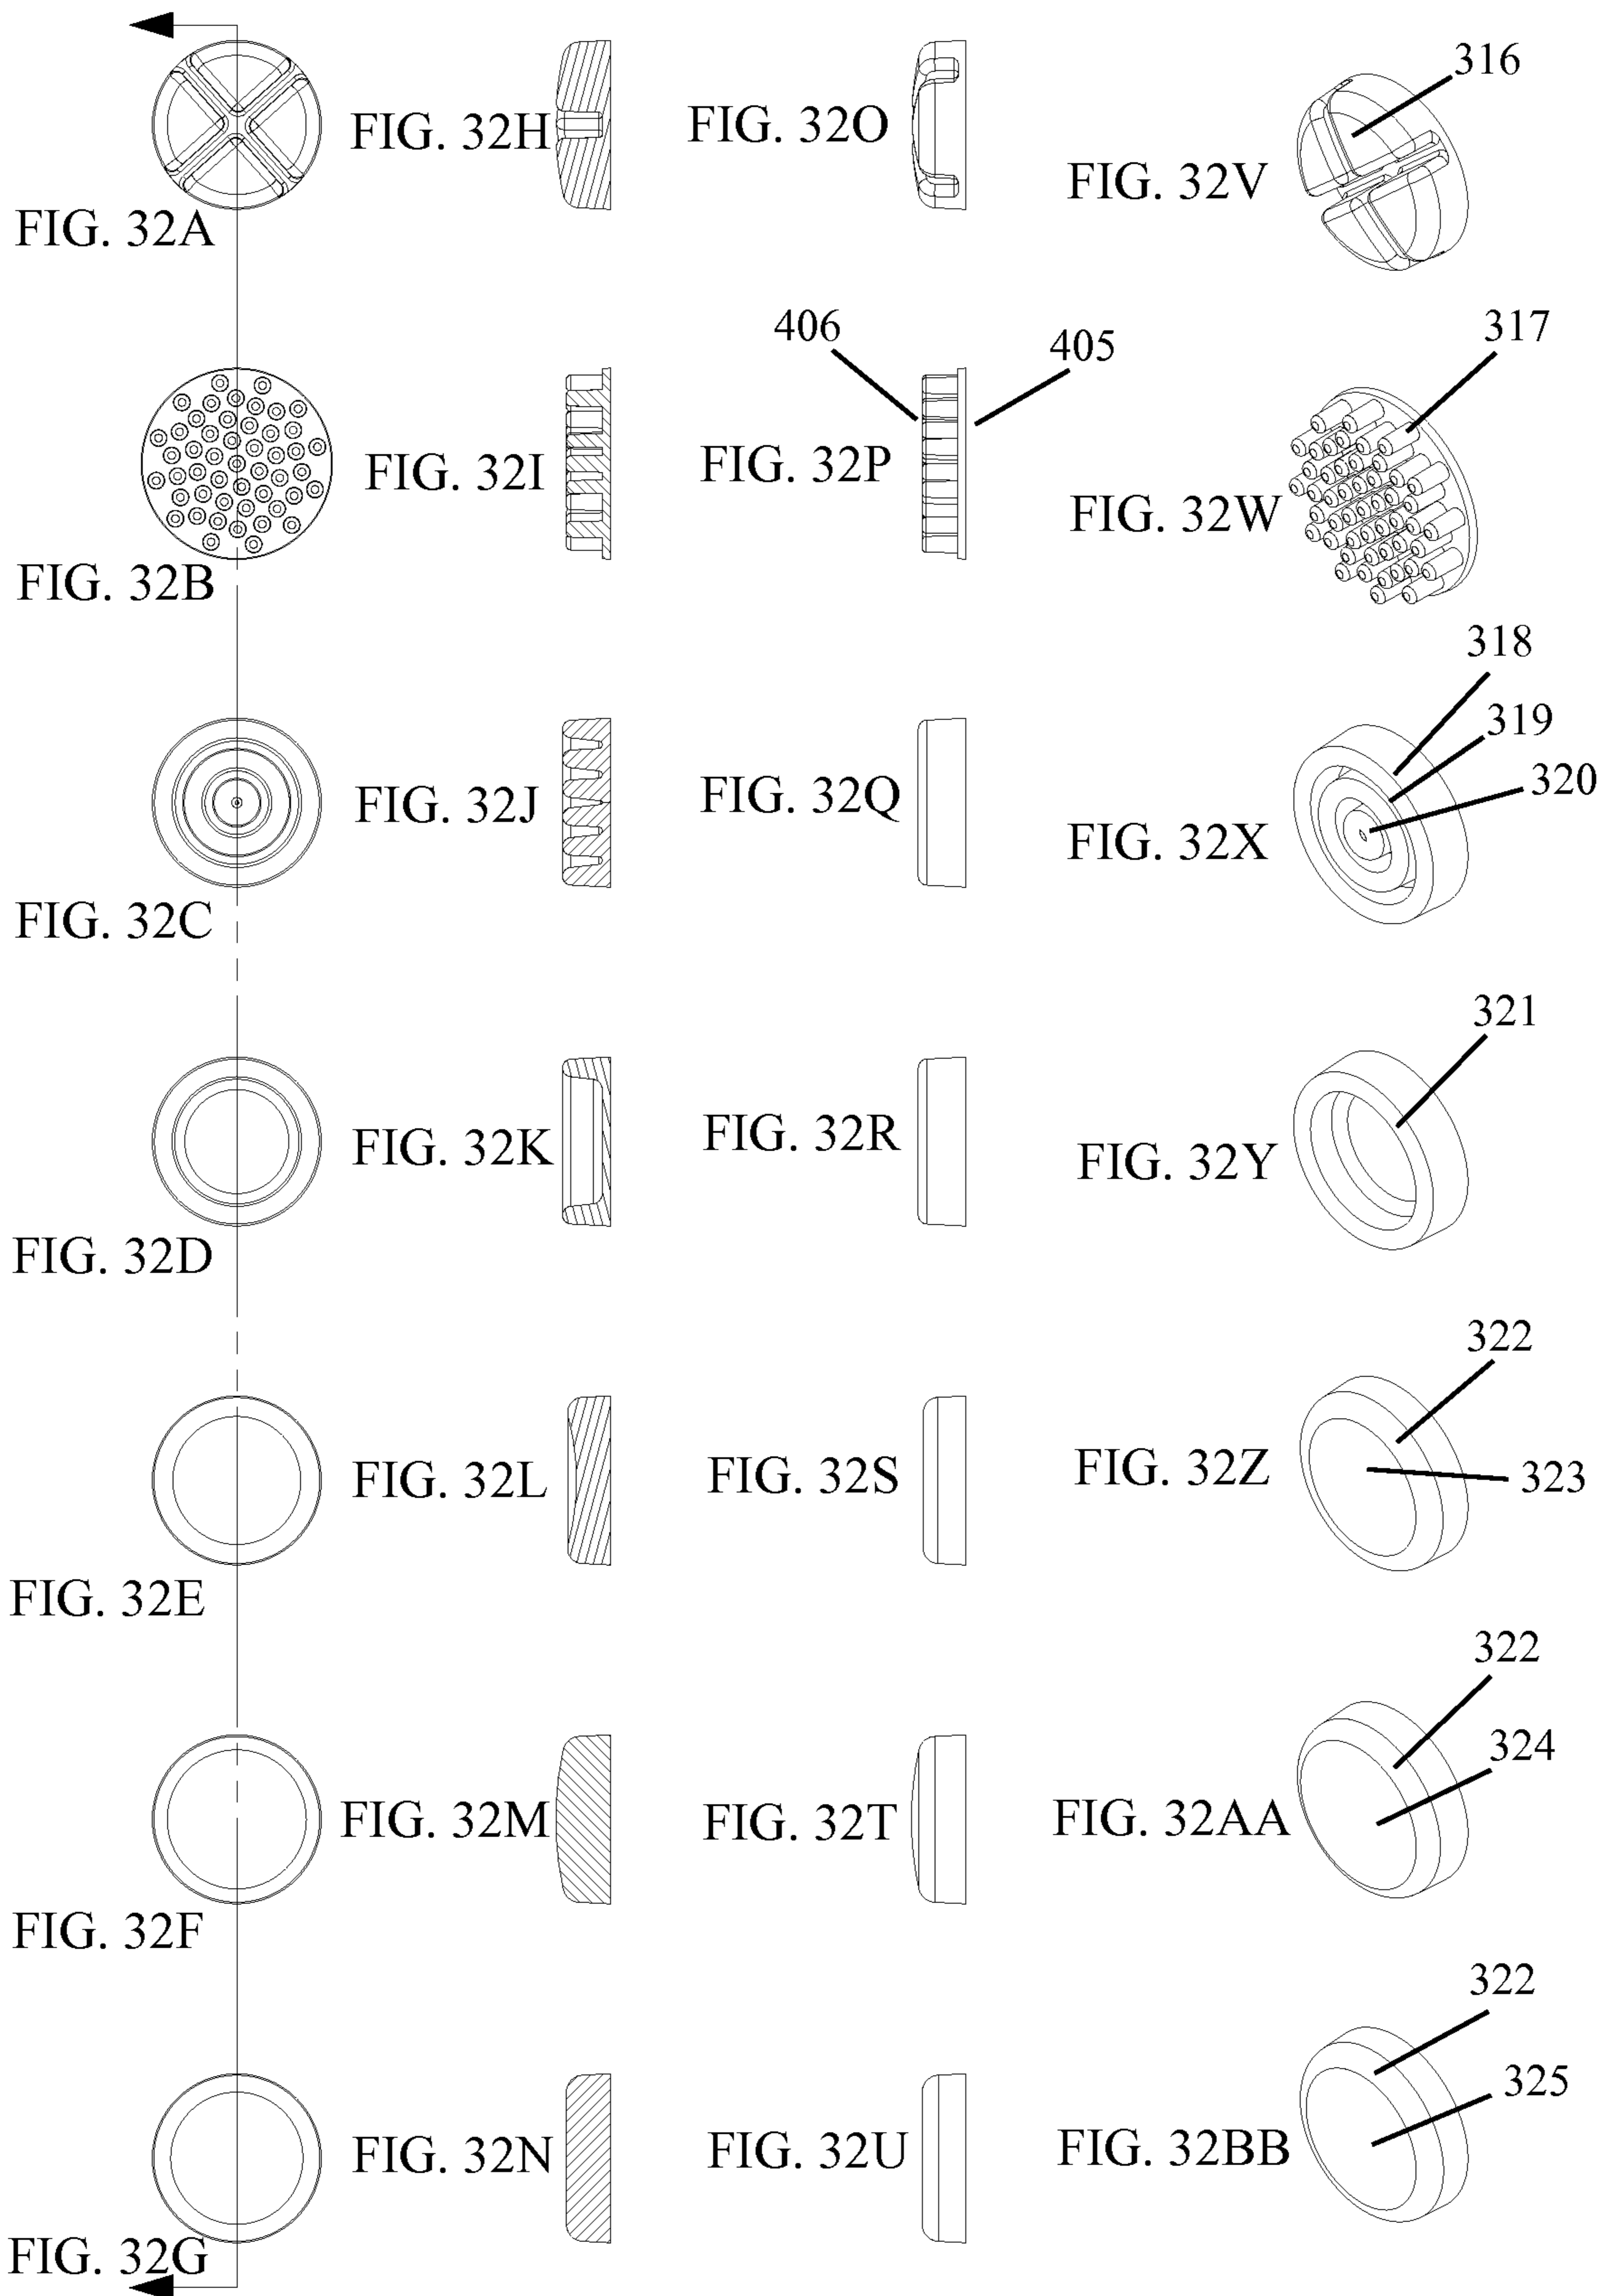 316
FIG. 32H
FIG. 32O
FIG. 32V
FIG. 32A
406
405
317
FIG. 32I
FIG. 32P
FIG. 32W
FIG. 32B
318
319
320
FIG. 32J
FIG. 32Q
FIG. 32X
FIG. 32C
321
FIG. 32K
FIG. 32R
FIG. 32Y
FIG. 32D
322
FIG. 32L
FIG. 32S
FIG. 32Z
323
FIG. 32E
322
324
FIG. 32M
FIG. 32T
FIG. 32AA
FIG. 32F
322
325
FIG. 32N
FIG. 32U
FIG. 32BB
FIG. 32G